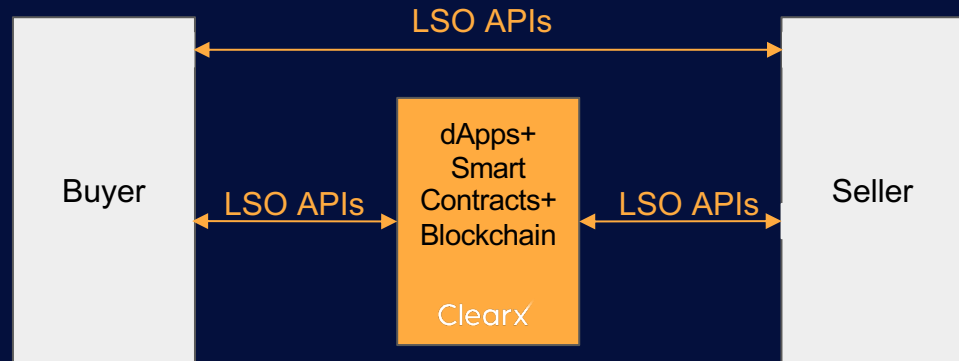 LSO APIs
dApps+
Smart
Contracts+
Blockchain
Buyer
LSO APIs
LSO APIs
Seller
Clearx